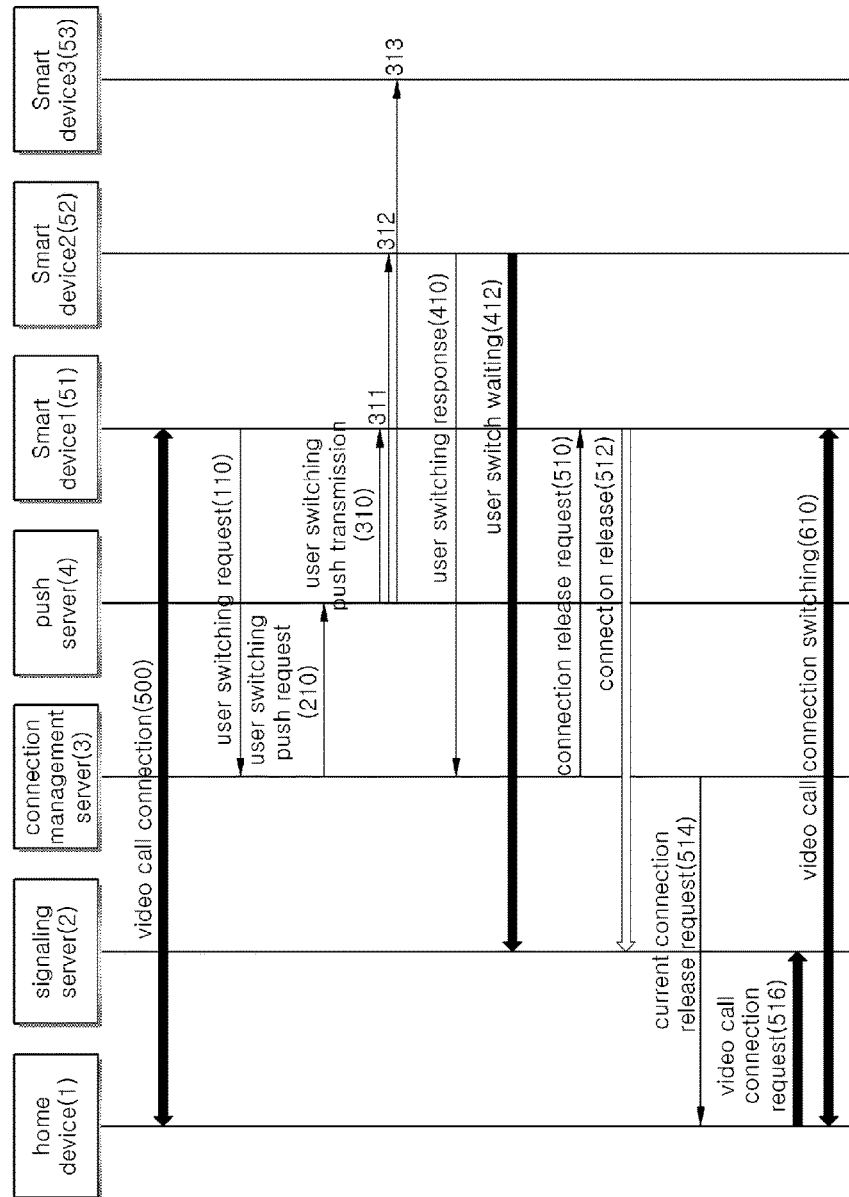 home
device(1)
signaling
server(2)
connection
management
server(3)
push
server(4)
Smart
device1(51)
Smart
device2(52)
Smart
device3(53)
video call connection(500)
user switching request(110)
user switching
push request
(210)
user switching
push transmission
(310)
311
312
313
user switching response(410)
user switch waiting(412)
connection release request(510)
connection release(512)
current connection
release request(514)
video call
connection
request(516)
video call connection switching(610)